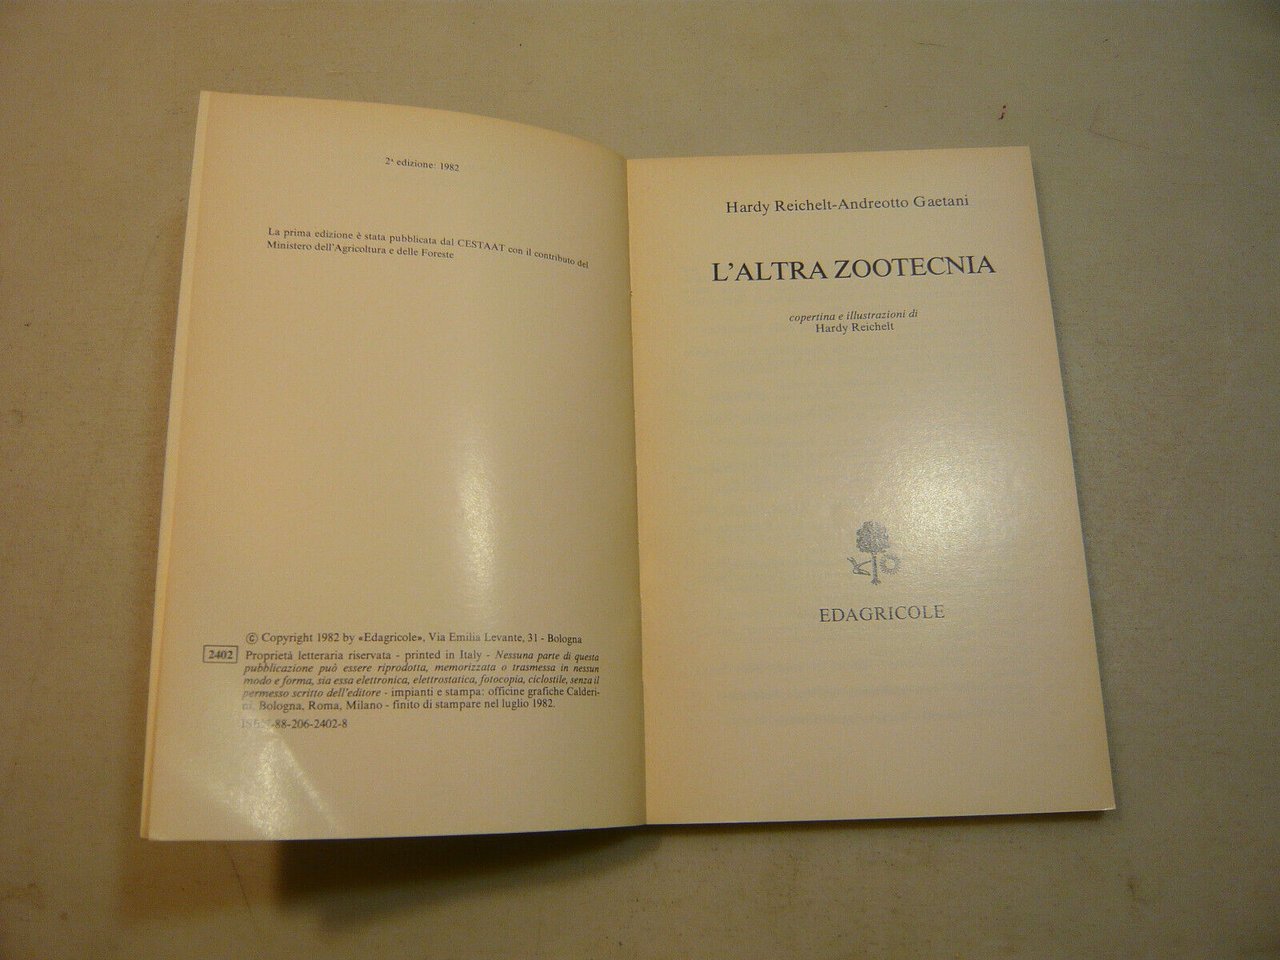 2ª edizione: 1982
La prima edizione è stata pubblicata dal CESTAAT con il contributo del
Ministero dell'Agricoltura e delle Foreste
© Copyright 1982 by «Edagricole», Via Emilia Levante, 31 - Bologna
2402 Proprietà letteraria riservata - printed in Italy - Nessuna parte di questa
pubblicazione può essere riprodotta, memorizzata o trasmessa in nessun
modo e forma, sia essa elettronica, elettrostatica, fotocopia, ciclostile, senza il
permesso scritto dell'editore - impianti e stampa: officine grafiche Calderi-
ni, Bologna, Roma, Milano - finito di stampare nel luglio 1982.
88-206-2402-8
Hardy Reichelt-Andreotto Gaetani
L'ALTRA ZOOTECNIA
copertina e illustrazioni di
Hardy Reichelt
EDAGRICOLE